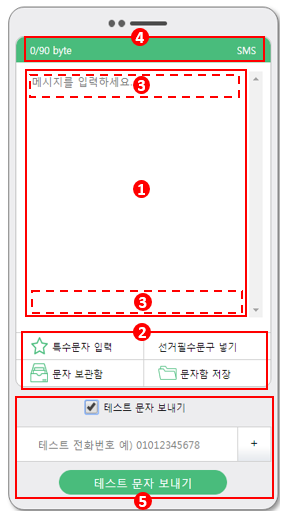 4
0/90 byte SMS
메시지를 입력하세요.
3
1
3
2
특수문자 입력 선거필수문구 넣기
문자 보관함 문자함 저장
테스트 문자 보내기
테스트 전화번호 예) 01012345678 +
테스트 문자 보내기
5